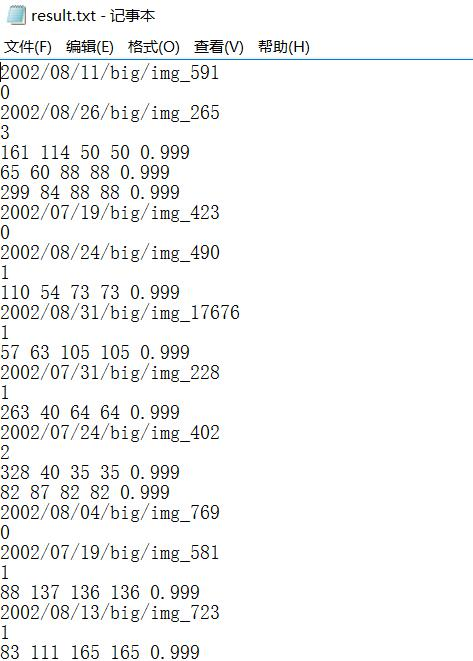 result.txt - 记事本
文件(F) 编辑(E) 格式(O) 查看(V) 帮助(H)
2002/08/11/big/img_591
0
2002/08/26/big/img_265
3
161 114 50 50 0.999
65 60 88 88 0.999
299 84 88 88 0.999
2002/07/19/big/img_423
0
2002/08/24/big/img_490
1
110 54 73 73 0.999
2002/08/31/big/img_17676
1
57 63 105 105 0.999
2002/07/31/big/img_228
1
263 40 64 64 0.999
2002/07/24/big/img_402
2
328 40 35 35 0.999
82 87 82 82 0.999
2002/08/04/big/img_769
0
2002/07/19/big/img_581
1
88 137 136 136 0.999
2002/08/13/big/img_723
1
83 111 165 165 0.999